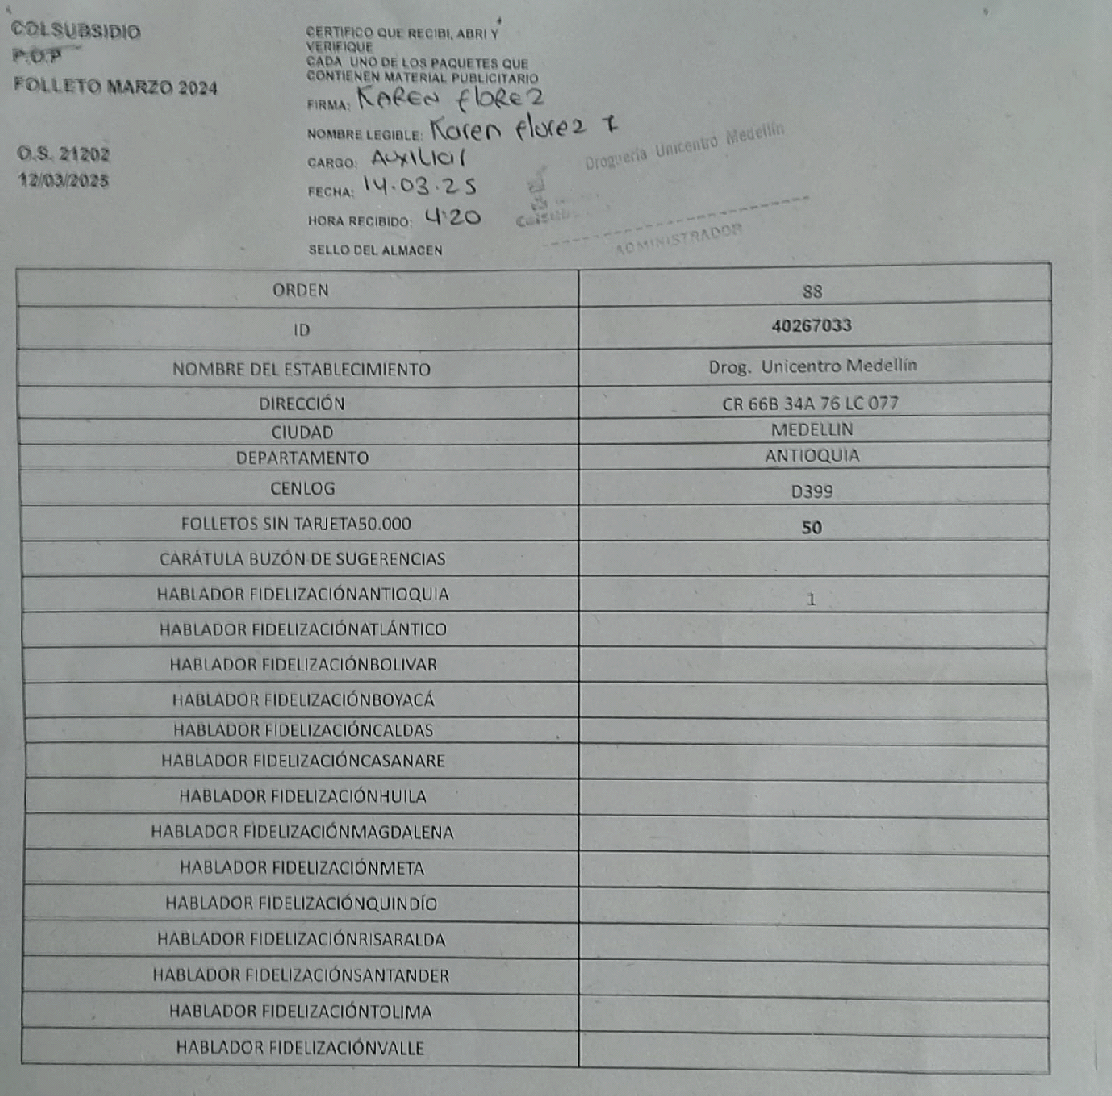 COLSUBSIDIO
P.O.P
FOLLETO MARZO 2024
O.S. 21202
12/03/2025
CERTIFICO QUE RECIBI, ABRI Y
VERIFIQUE
CADA UNO DE LOS PAQUETES QUE
CONTIENEN MATERIAL PUBLICITARIO
FIRMA: KAREN florez
NOMBRE LEGIBLE: Karen florez
CARGO: Auxiliar
FECHA: 14.03.25
HORA RECIBIDO: 4:20
SELLO DEL ALMACEN
Droguería Unicentro Medellín
ADMINISTRADOR
ORDEN 88
ID 40267033
NOMBRE DEL ESTABLECIMIENTO Drog. Unicentro Medellín
DIRECCIÓN CR 66B 34A 76 LC 077
CIUDAD MEDELLIN
DEPARTAMENTO ANTIOQUIA
CENLOG D399
FOLLETOS SIN TARJETA50.000 50
CARÁTULA BUZÓN DE SUGERENCIAS
HABLADOR FIDELIZACIÓNANTIOQUIA 1
HABLADOR FIDELIZACIÓNATLÁNTICO
HABLADOR FIDELIZACIÓNBOLIVAR
HABLADOR FIDELIZACIÓNBOYACÁ
HABLADOR FIDELIZACIÓNCALDAS
HABLADOR FIDELIZACIÓNCASANARE
HABLADOR FIDELIZACIÓNHUILA
HABLADOR FIDELIZACIÓNMAGDALENA
HABLADOR FIDELIZACIÓNMETA
HABLADOR FIDELIZACIÓNQUINDÍO
HABLADOR FIDELIZACIÓNRISARALDA
HABLADOR FIDELIZACIÓNSANTANDER
HABLADOR FIDELIZACIÓNTOLIMA
HABLADOR FIDELIZACIÓNVALLE